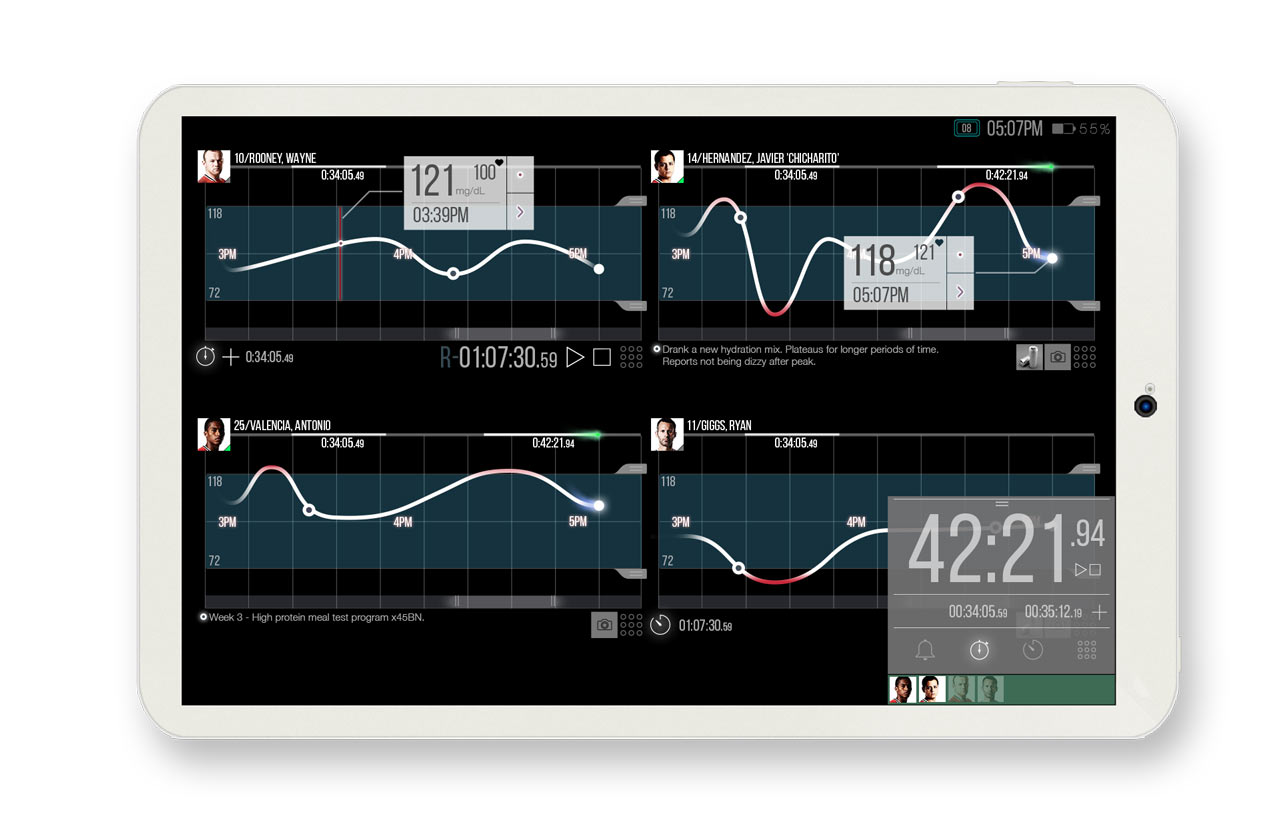 08 05:07PM 55%
10/ROONEY, WAYNE
0:34:05.49
121 mg/dL 100
03:39PM
118
3PM 4PM 5PM
72
0:34:05.49
R-01:07:30.59
14/HERNANDEZ, JAVIER 'CHICHARITO'
0:34:05.49 0:42:21.94
118
118 mg/dL 121
05:07PM
3PM 5PM
72
Drank a new hydration mix. Plateaus for longer periods of time.
Reports not being dizzy after peak.
25/VALENCIA, ANTONIO
0:34:05.49 0:42:21.94
118
3PM 4PM 5PM
72
Week 3 - High protein meal test program x45BN.
11/GIGGS, RYAN
0:34:05.49
118
3PM 4PM
72
01:07:30.59
42:21.94
00:34:05.59 00:35:12.19